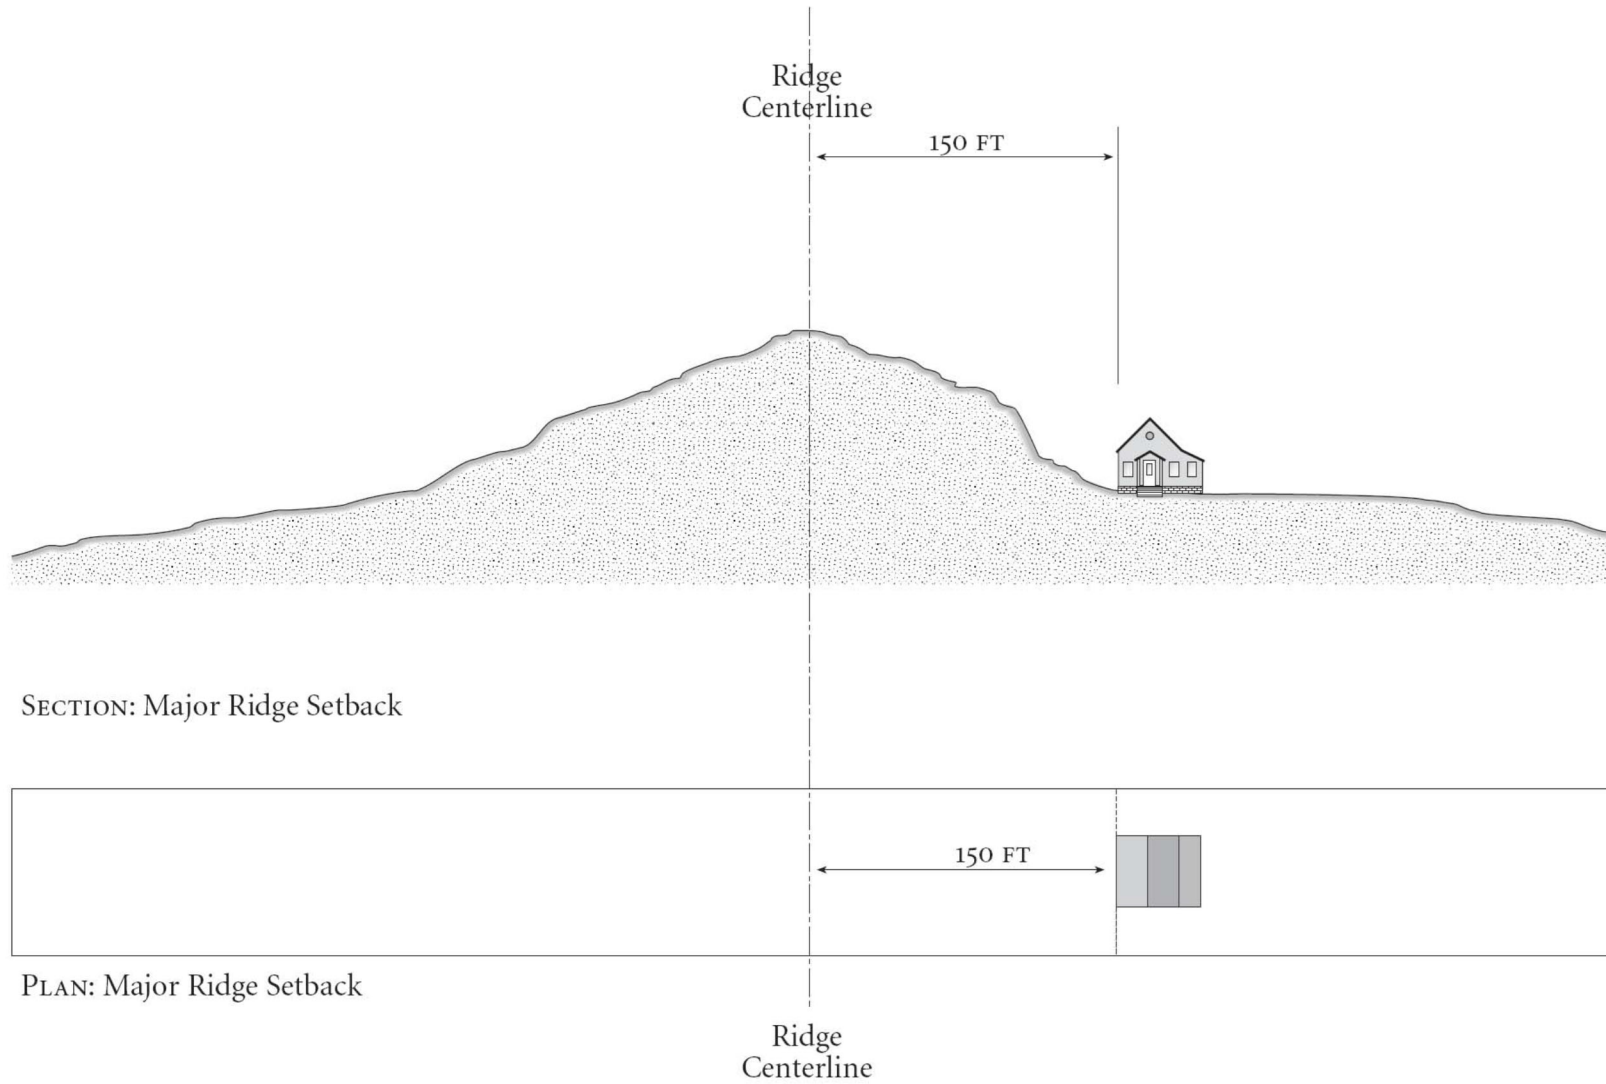 Ridge
Centerline
150 FT
SECTION: Major Ridge Setback
150 FT
PLAN: Major Ridge Setback
Ridge
Centerline